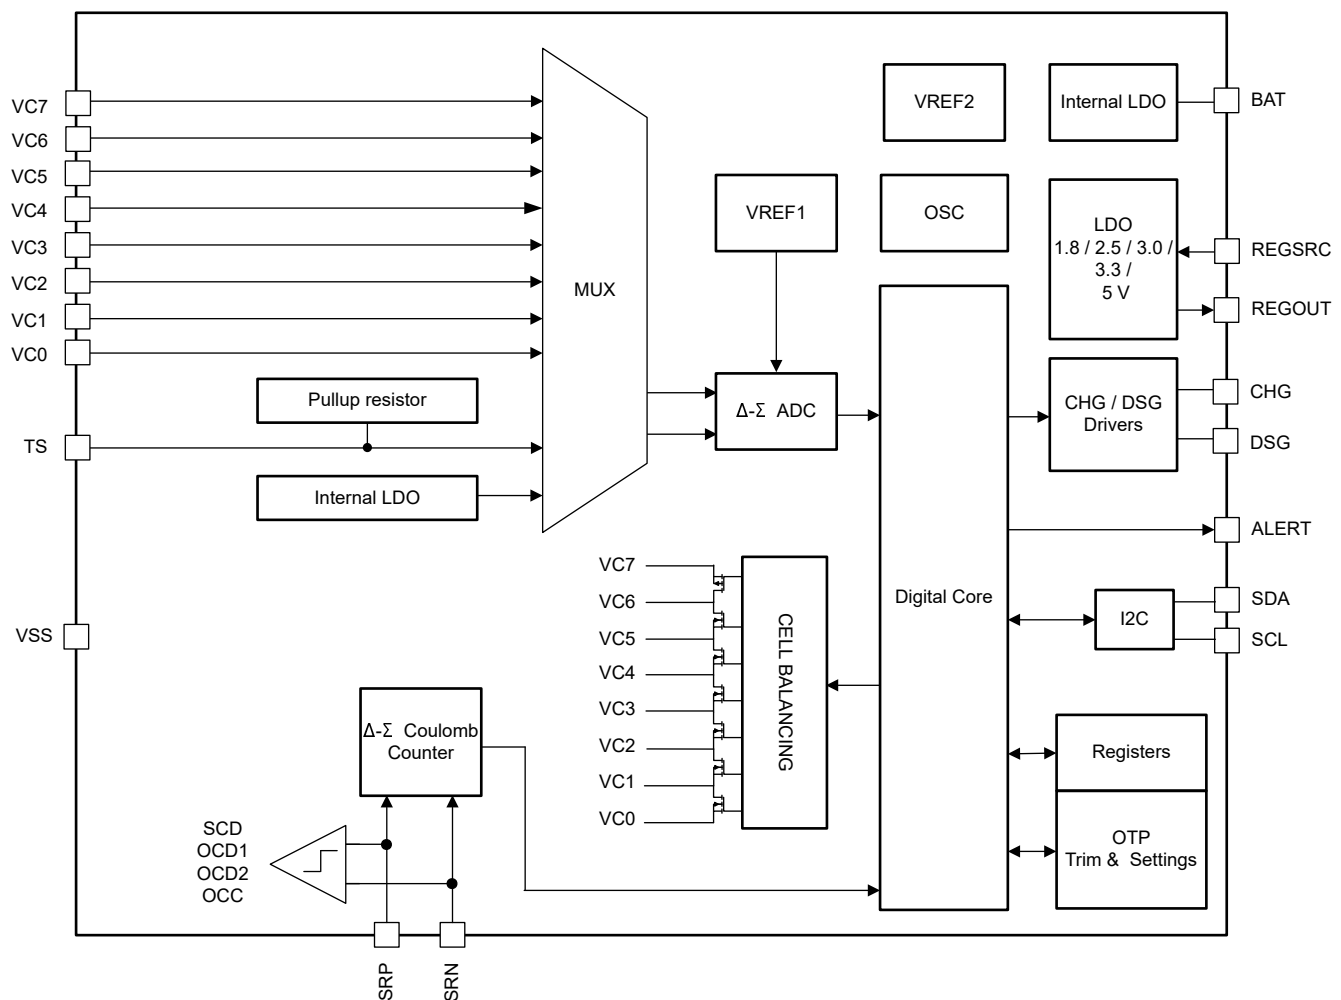 VC7
VC6
VC5
VC4
VC3
VC2
VC1
VC0
TS
VSS
MUX
Pullup resistor
Internal LDO
VREF1
VREF2
OSC
Internal LDO
BAT
LDO
1.8 / 2.5 / 3.0 /
3.3 /
5 V
REGSRC
REGOUT
Δ-Σ ADC
CHG / DSG
Drivers
CHG
DSG
ALERT
Digital Core
I2C
SDA
SCL
VC7
VC6
VC5
VC4
VC3
VC2
VC1
VC0
CELL BALANCING
Registers
OTP
Trim & Settings
Δ-Σ Coulomb
Counter
SCD
OCD1
OCD2
OCC
SRP
SRN